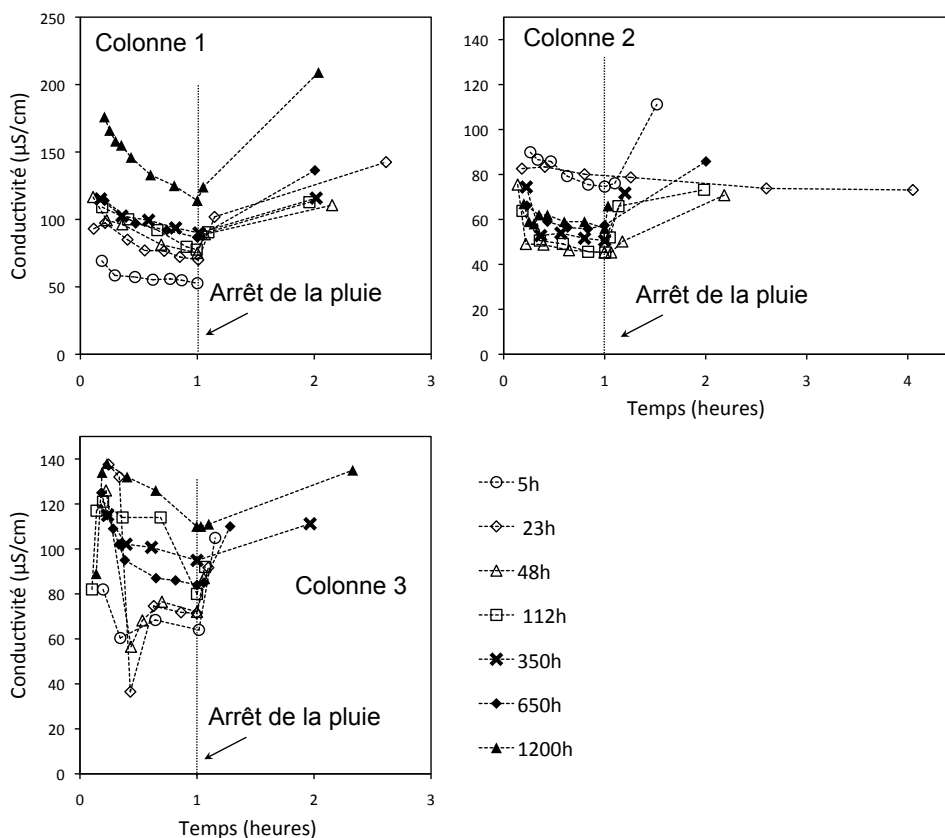 Colonne 1
Conductivité (µS/cm)
250
200
150
100
50
0
0
1
2
3
Arrêt de la pluie
Colonne 2
140
120
100
80
60
40
20
0
0
1
2
3
4
Arrêt de la pluie
Temps (heures)
Colonne 3
Conductivité (µS/cm)
140
120
100
80
60
40
20
0
0
1
2
3
Arrêt de la pluie
Temps (heures)
5h
23h
48h
112h
350h
650h
1200h